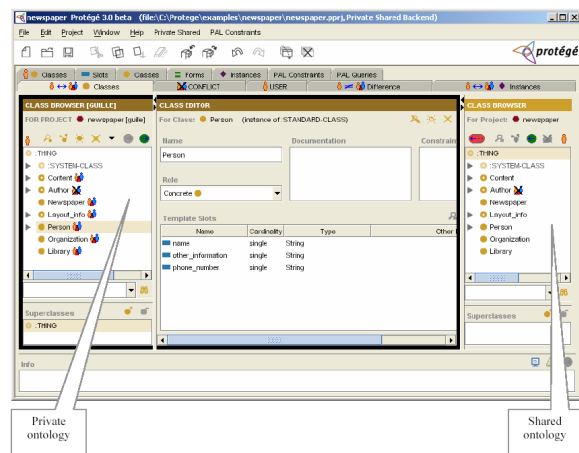 newspaper Protégé 3.0 beta (file:\C:\Protege\examples\newspaper\newspaper.pprj, Private Shared Backend)
File Edit Project Window Help Private Shared PAL Constraints
protégé
Classes Slots Classes Forms Instances PAL Constraints PAL Queries
Classes CONFLICT USER Difference Instances
CLASS BROWSER [GUILLE] CLASS EDITOR CLASS BROWSER
FOR PROJECT newspaper [guille] For Class: Person (instance of :STANDARD-CLASS) For Project: newspaper
Name Documentation Constrain
Person
Role
Concrete
:THING
:SYSTEM-CLASS
Content
Author
Newspaper
Layout_info
Person
Organization
Library
Template Slots
Name Cardinality Type Other
name single String
other_information single String
phone_number single String
:THING
:SYSTEM-CLASS
Content
Author
Newspaper
Layout_info
Person
Organization
Library
Superclasses
:THING
Superclasses
Info
Private
ontology
Shared
ontology